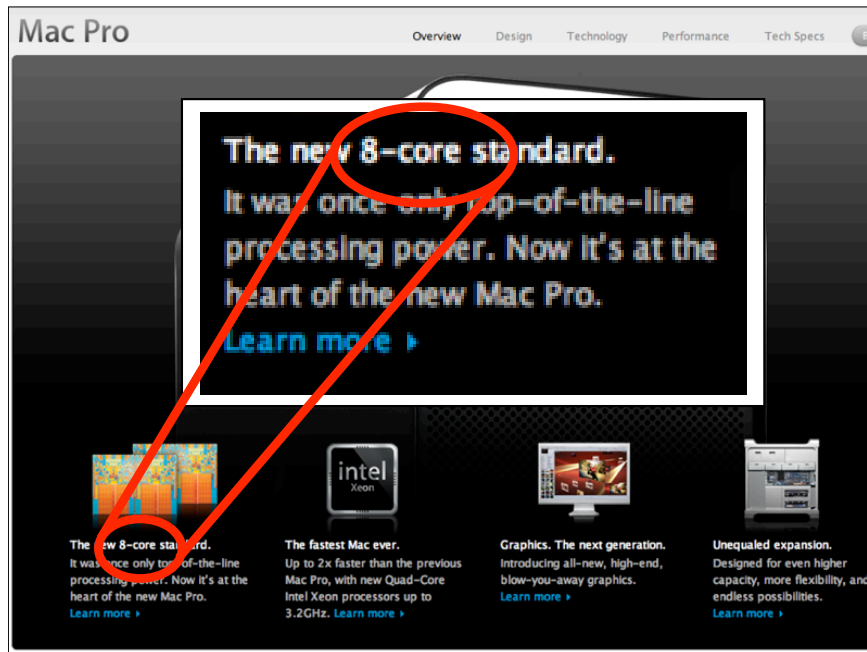 Mac Pro
Overview Design Technology Performance Tech Specs
The new 8-core standard.
It was once only top-of-the-line
processing power. Now it's at the
heart of the new Mac Pro.
Learn more
intel
Xeon
The new 8-core standard.
It was once only top-of-the-line
processing power. Now it's at the
heart of the new Mac Pro.
Learn more
The fastest Mac ever.
Up to 2x faster than the previous
Mac Pro, with new Quad-Core
Intel Xeon processors up to
3.2GHz. Learn more
Graphics. The next generation.
Introducing all-new, high-end,
blow-you-away graphics.
Learn more
Unequaled expansion.
Designed for even higher
capacity, more flexibility, and
endless possibilities.
Learn more